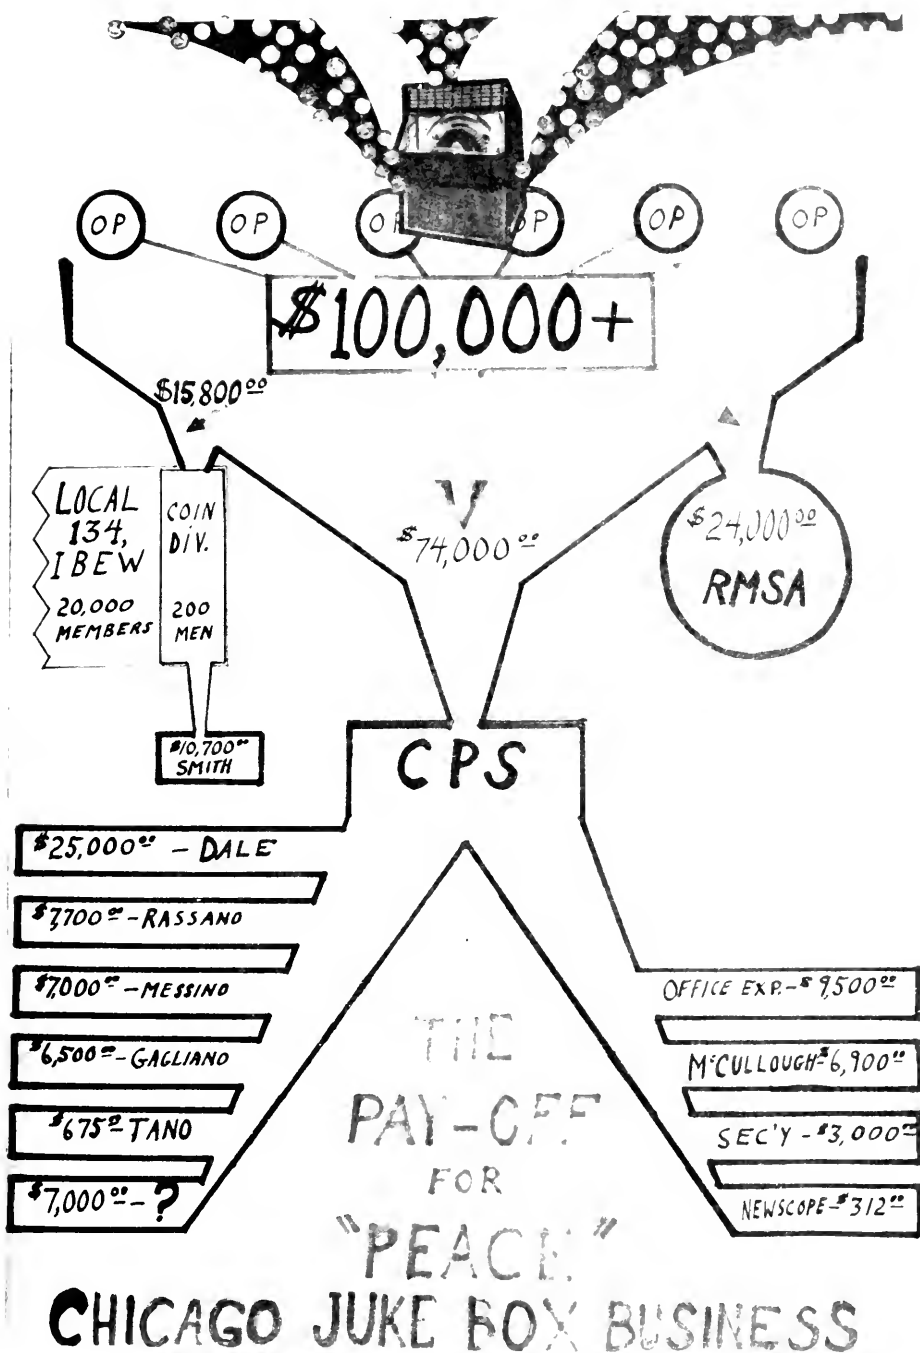 OP OP OP OP OP OP
$100,000+
$15,800.00
LOCAL
134,
IBEW
20,000
MEMBERS
COIN
DIV.
200
MEN
$74,000.00
$24,000.00
RMSA
$10,700.00
SMITH
CPS
$25,000.00 - DALE
$7,700.00 - RASSANO
$7,000.00 - MESSINO
$6,500.00 - GAGLIANO
$675.00 - TANO
$7,000.00 - ?
OFFICE EXP. - $9,500.00
McCULLOUGH - $6,900.00
SEC'Y - $3,000.00
NEWSCOPE - $312.00
THE
PAY-OFF
FOR
"PEACE"
CHICAGO JUKE BOX BUSINESS